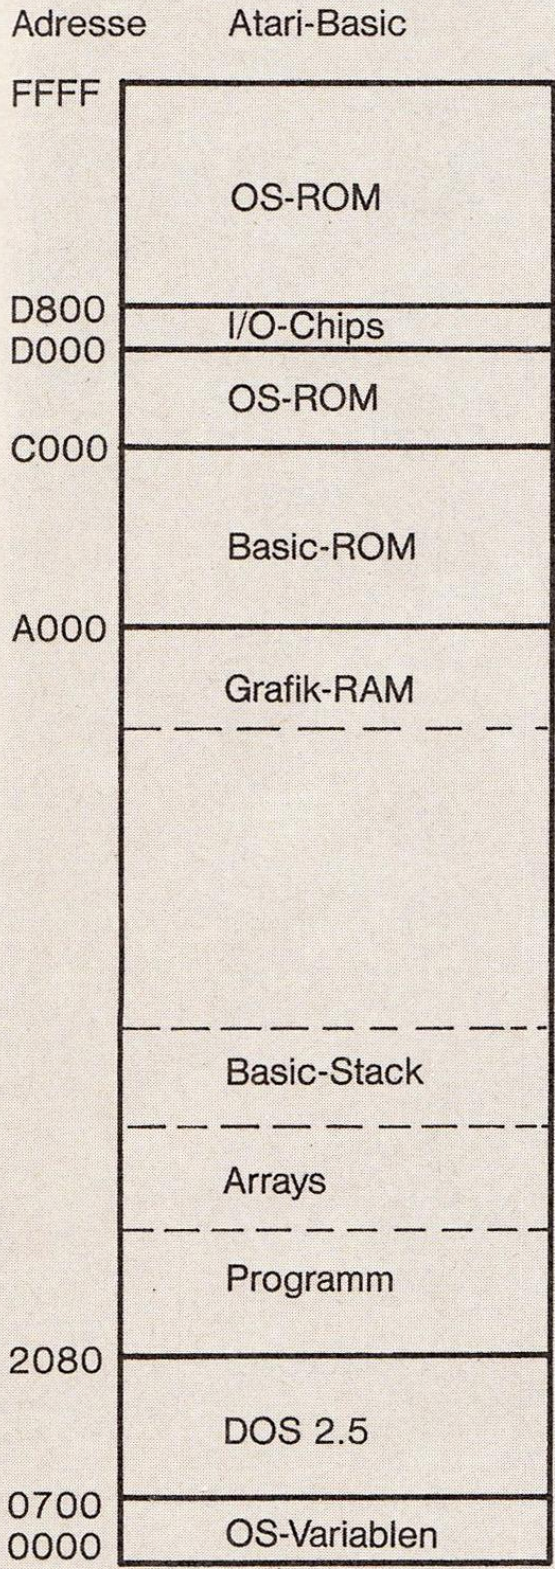 Adresse Atari-Basic
FFFF
OS-ROM
D800
I/O-Chips
D000
OS-ROM
C000
Basic-ROM
A000
Grafik-RAM
Basic-Stack
Arrays
Programm
2080
DOS 2.5
0700
OS-Variablen
0000